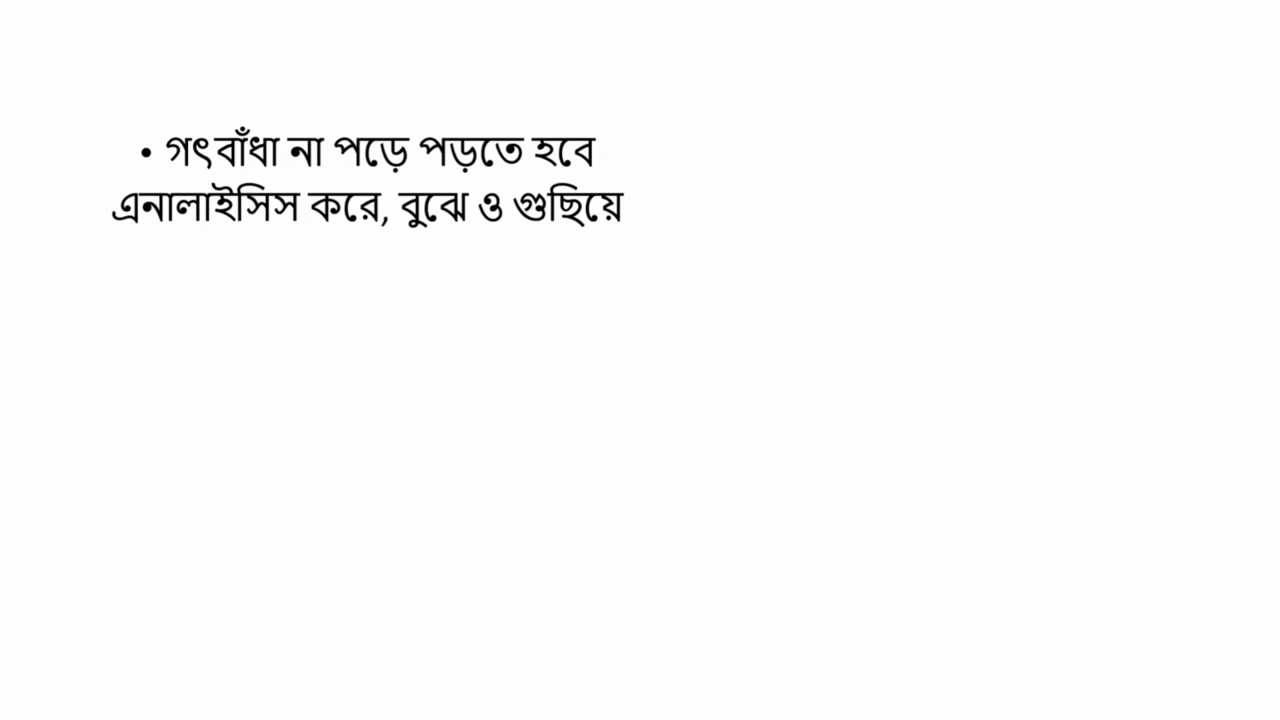 • গৎবাঁধা না পড়ে পড়তে হবে
এনালাইসিস করে, বুঝে ও গুছিয়ে